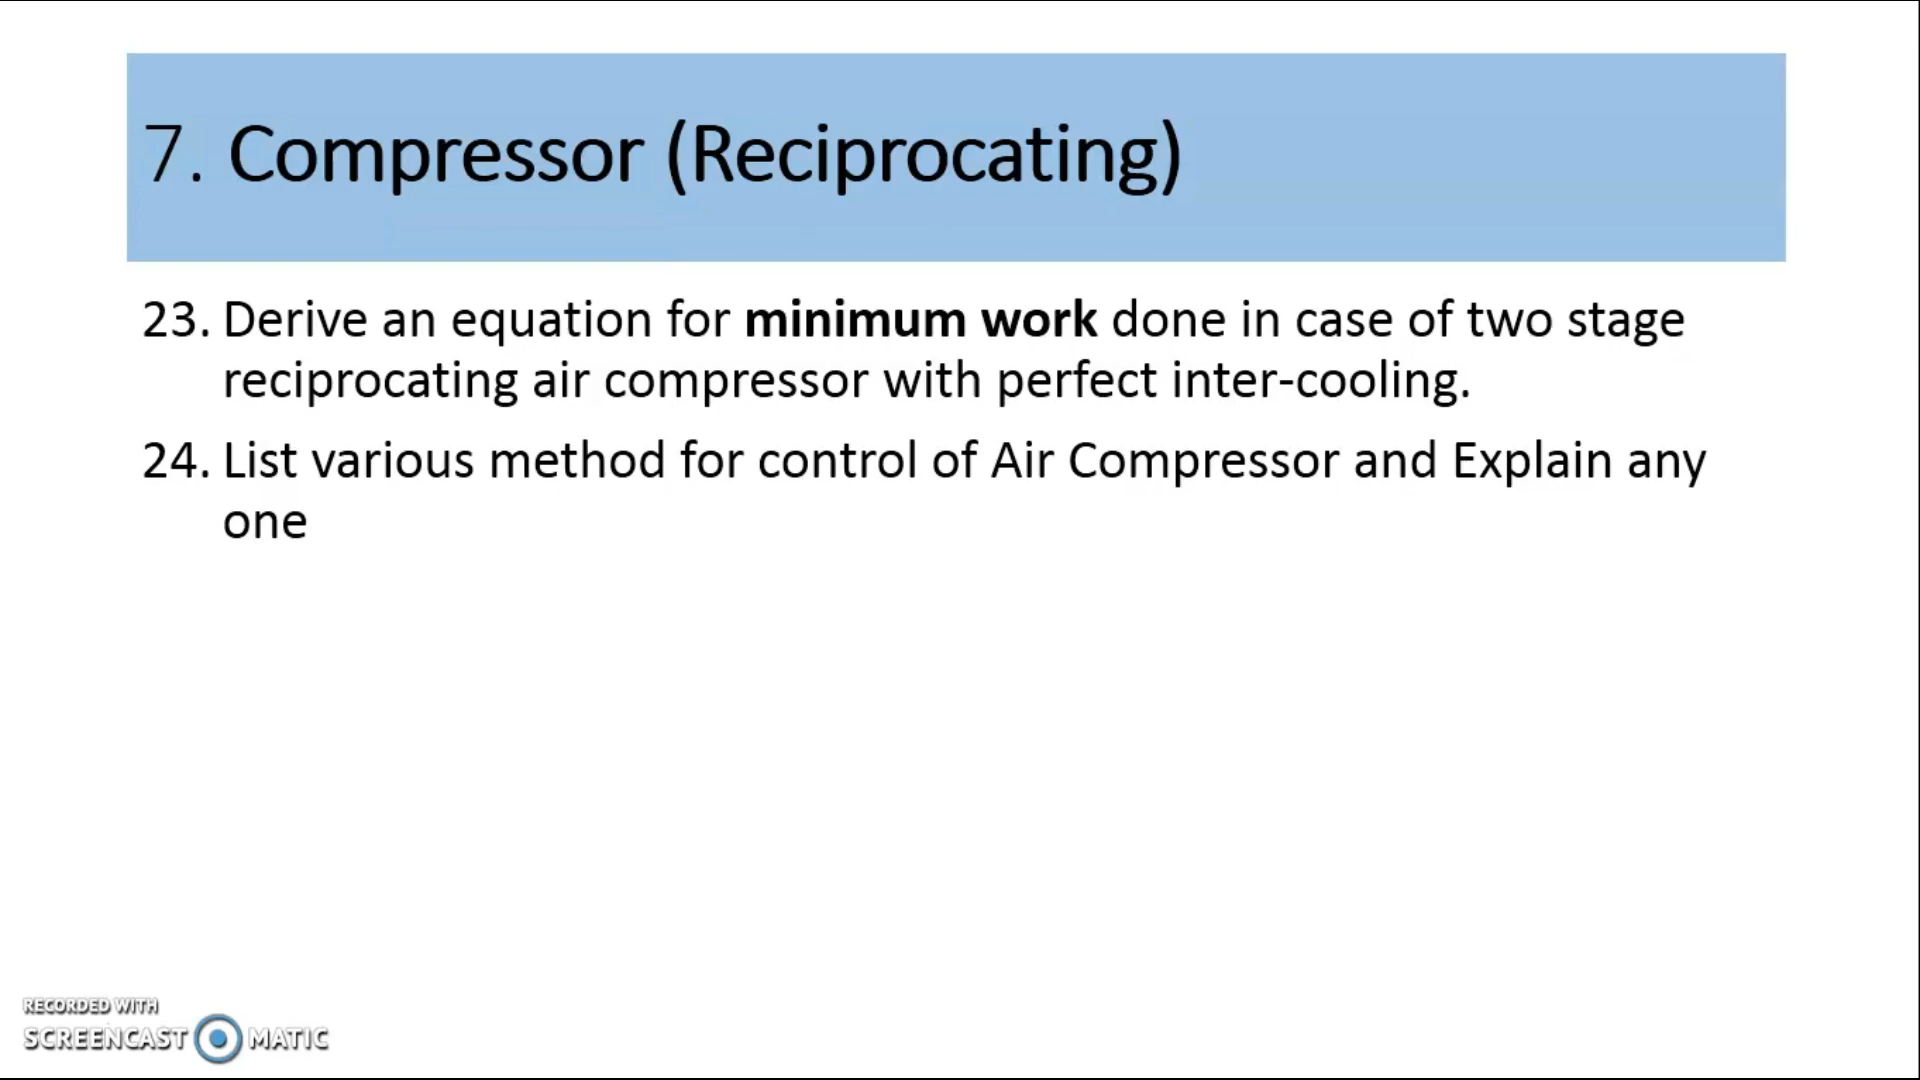 7. Compressor (Reciprocating)
23. Derive an equation for minimum work done in case of two stage
reciprocating air compressor with perfect inter-cooling.
24. List various method for control of Air Compressor and Explain any
one
RECORDED WITH
SCREENCAST MATIC